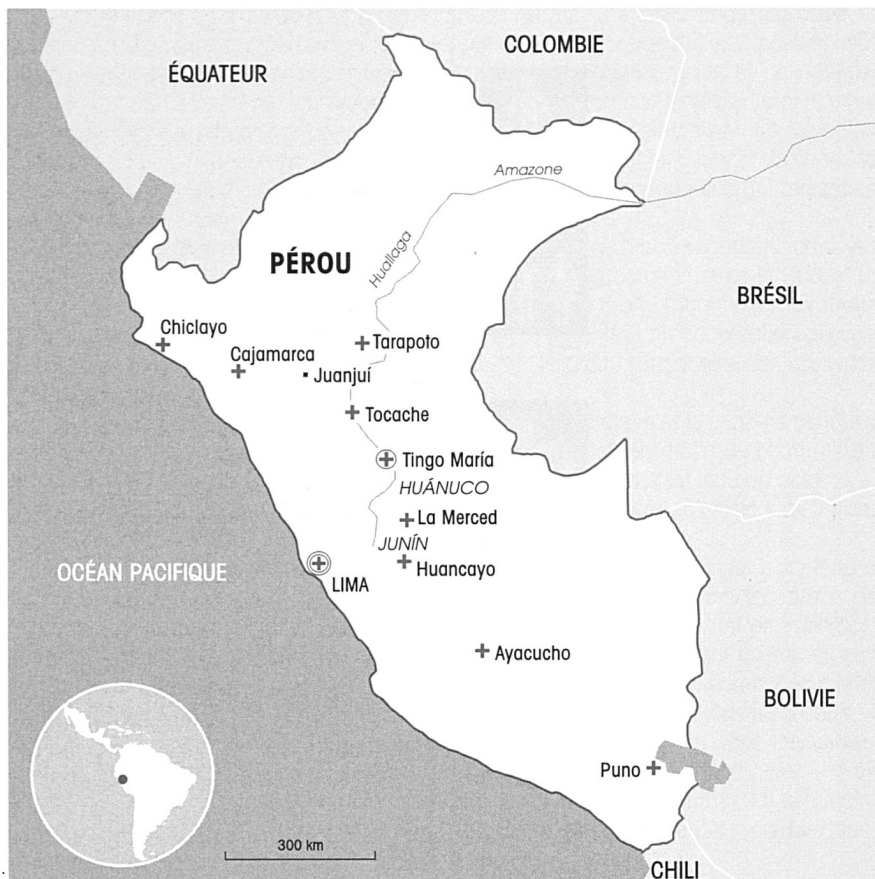 COLOMBIE
ÉQUATEUR
Amazone
Huallaga
PÉROU
BRÉSIL
Chiclayo
Tarapoto
Cajamarca
Juanjuí
Tocache
Tingo María
HUÁNUCO
La Merced
JUNÍN
Huancayo
OCÉAN PACIFIQUE
LIMA
Ayacucho
BOLIVIE
Puno
300 km
CHILI